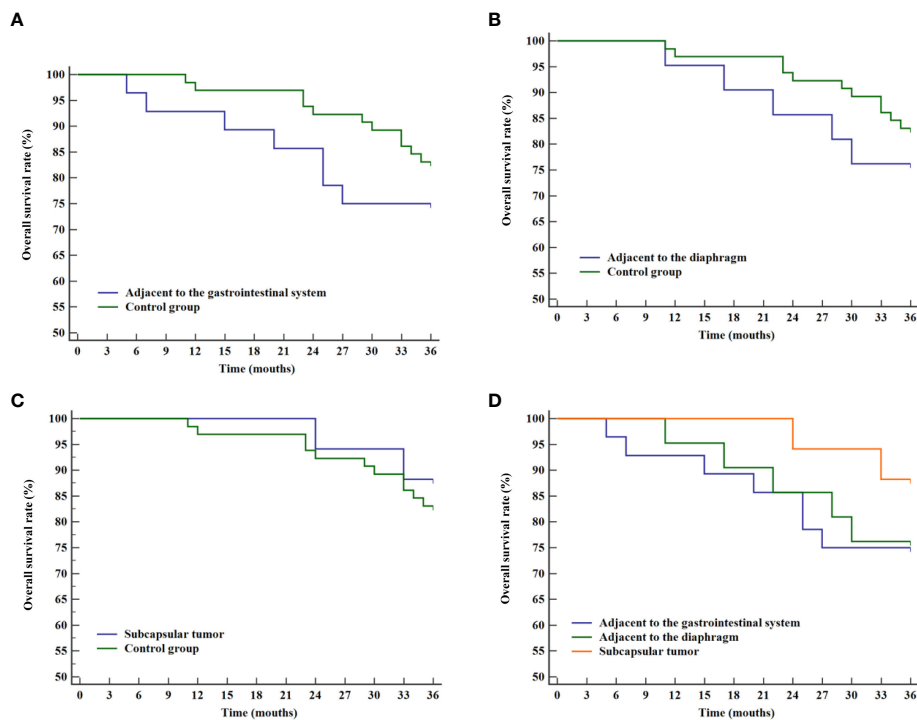 A
Overall survival rate (%)
100
95
90
85
80
75
70
65
60
55
50
Adjacent to the gastrointestinal system
Control group
0 3 6 9 12 15 18 21 24 27 30 33 36
Time (mouths)
B
Overall survival rate (%)
100
95
90
85
80
75
70
65
60
55
50
Adjacent to the diaphragm
Control group
0 3 6 9 12 15 18 21 24 27 30 33 36
Time (mouths)
C
Overall survival rate (%)
100
95
90
85
80
75
70
65
60
55
50
Subcapsular tumor
Control group
0 3 6 9 12 15 18 21 24 27 30 33 36
Time (mouths)
D
Overall survival rate (%)
100
95
90
85
80
75
70
65
60
55
50
Adjacent to the gastrointestinal system
Adjacent to the diaphragm
Subcapsular tumor
0 3 6 9 12 15 18 21 24 27 30 33 36
Time (mouths)